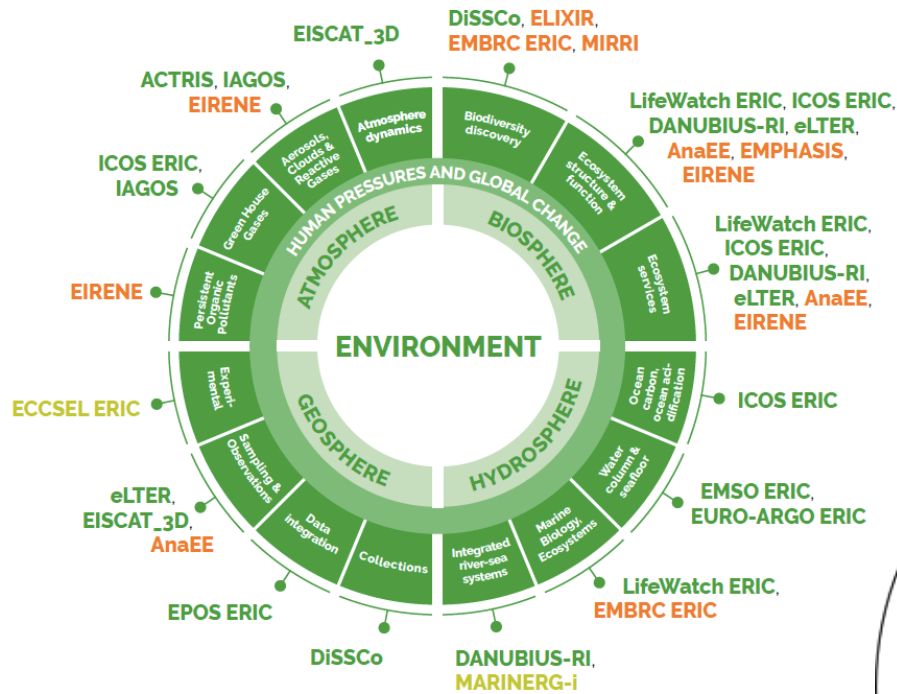 EISCAT_3D
DiSSCo, ELIXIR,
EMBRC ERIC, MIRRI
ACTRIS, IAGOS,
EIRENE
LifeWatch ERIC, ICOS ERIC,
DANUBIUS-RI, eLTER,
AnaEE, EMPHASIS,
EIRENE
ICOS ERIC,
IAGOS
LifeWatch ERIC,
ICOS ERIC,
DANUBIUS-RI,
eLTER, AnaEE,
EIRENE
EIRENE
ECCSEL ERIC
ICOS ERIC
eLTER,
EISCAT_3D,
AnaEE
EMSO ERIC,
EURO-ARGO ERIC
EPOS ERIC
LifeWatch ERIC,
EMBRC ERIC
DiSSCo
DANUBIUS-RI,
MARINERG-i
Atmosphere
dynamics
Biodiversity
discovery
Aerosols,
Clouds &
Reactive
Gases
Ecosystem
structure &
function
Green House
Gases
Ecosystem
services
Persistent
Organic
Pollutants
Experi-
mental
Ocean
carbon,
ocean aci-
dification
Sampling &
Observations
Water
column &
seafloor
Data
integration
Marine
Biology,
Ecosystems
Collections
Integrated
river-sea
systems
HUMAN PRESSURES AND GLOBAL CHANGE
ATMOSPHERE
BIOSPHERE
ENVIRONMENT
GEOSPHERE
HYDROSPHERE